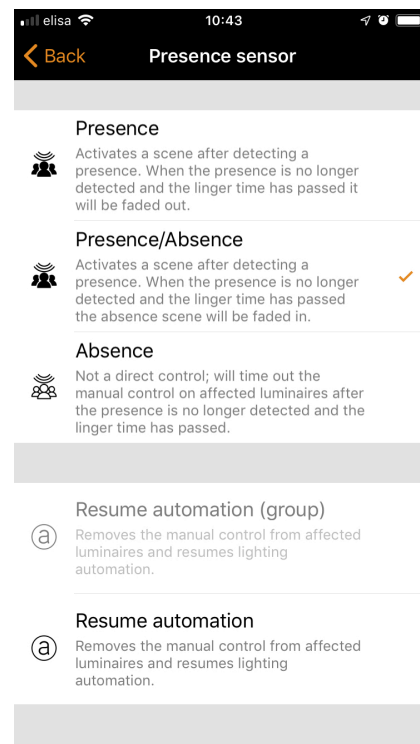 elisa 10:43
Back Presence sensor
Presence
Activates a scene after detecting a
presence. When the presence is no longer
detected and the linger time has passed it
will be faded out.
Presence/Absence
Activates a scene after detecting a
presence. When the presence is no longer
detected and the linger time has passed
the absence scene will be faded in.
Absence
Not a direct control; will time out the
manual control on affected luminaires after
the presence is no longer detected and the
linger time has passed.
Resume automation (group)
a
Removes the manual control from affected
luminaires and resumes lighting
automation.
Resume automation
a
Removes the manual control from affected
luminaires and resumes lighting
automation.